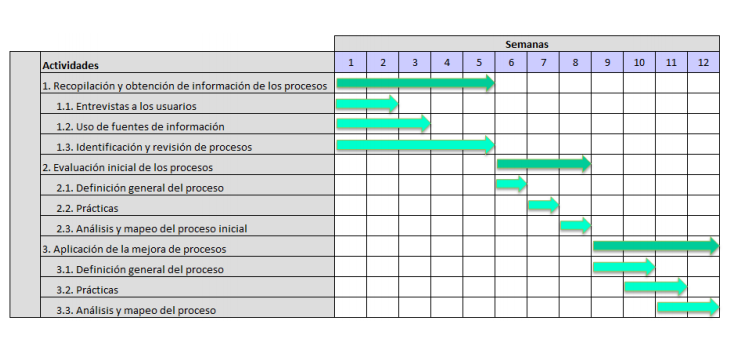 Semanas
Actividades 1 2 3 4 5 6 7 8 9 10 11 12
1. Recopilación y obtención de información de los procesos
1.1. Entrevistas a los usuarios
1.2. Uso de fuentes de información
1.3. Identificación y revisión de procesos
2. Evaluación inicial de los procesos
2.1. Definición general del proceso
2.2. Prácticas
2.3. Análisis y mapeo del proceso inicial
3. Aplicación de la mejora de procesos
3.1. Definición general del proceso
3.2. Prácticas
3.3. Análisis y mapeo del proceso